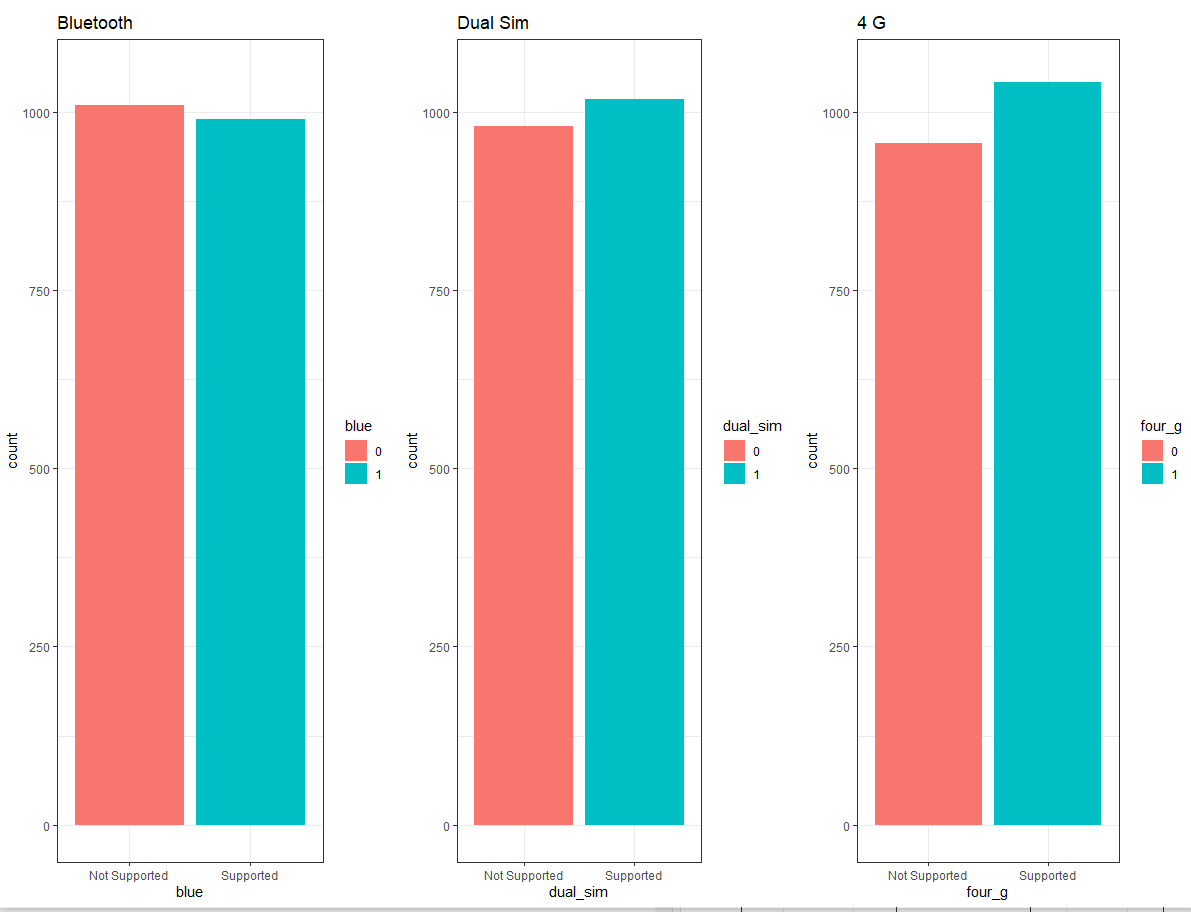 Bluetooth
1000
750
500
250
0
count
Not Supported
Supported
blue
blue
0
1
Dual Sim
1000
750
500
250
0
count
Not Supported
Supported
dual_sim
dual_sim
0
1
4 G
1000
750
500
250
0
count
Not Supported
Supported
four_g
four_g
0
1